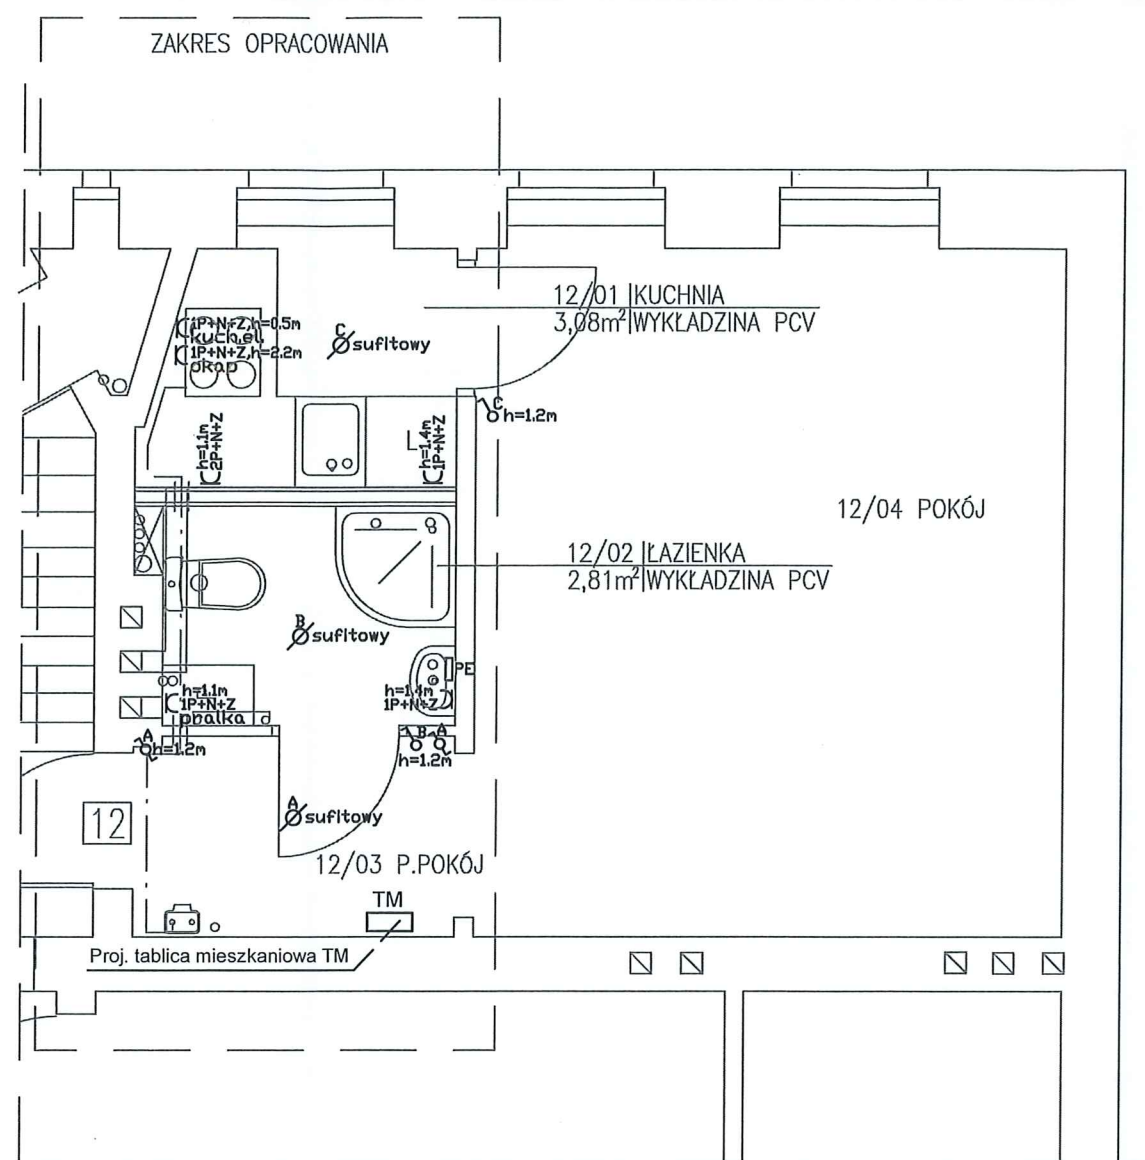 ZAKRES OPRACOWANIA
12/01 KUCHNIA
3,08m² WYKŁADZINA PCV
1P+N+Z,h=0.5m
kuch.el.
1P+N+Z,h=2.2m
okap
C
sufitowy
C
h=1.2m
h=1.1m
2P+N+Z
L
h=1.4m
1P+N+Z
12/04 POKÓJ
12/02 ŁAZIENKA
2,81m² WYKŁADZINA PCV
B
sufitowy
PE
h=1.1m
1P+N+Z
pralka
h=1.4m
1P+N+Z
A
h=1.2m
B A
h=1.2m
12
A
sufitowy
12/03 P.POKÓJ
TM
Proj. tablica mieszkaniowa TM